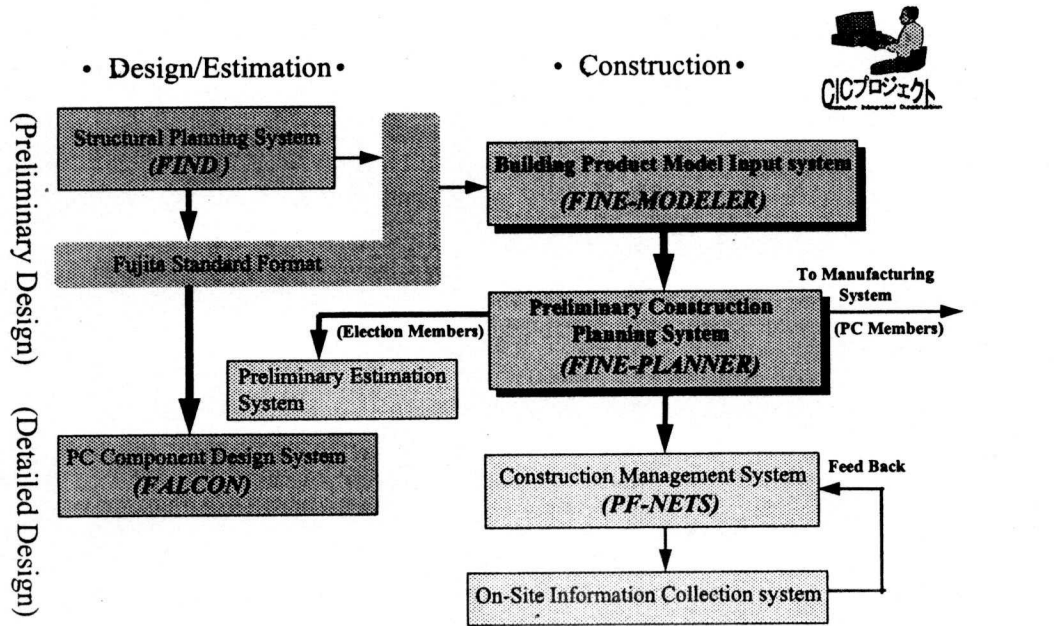 • Design/Estimation •
• Construction •
CICプロジェクト
Computer Integrated Construction
(Preliminary Design)
(Detailed Design)
Structural Planning System
(FIND)
Fujita Standard Format
Building Product Model Input system
(FINE-MODELER)
To Manufacturing
System
(PC Members)
Preliminary Construction
Planning System
(FINE-PLANNER)
(Election Members)
Preliminary Estimation
System
PC Component Design System
(FALCON)
Construction Management System
(PF-NETS)
Feed Back
On-Site Information Collection system